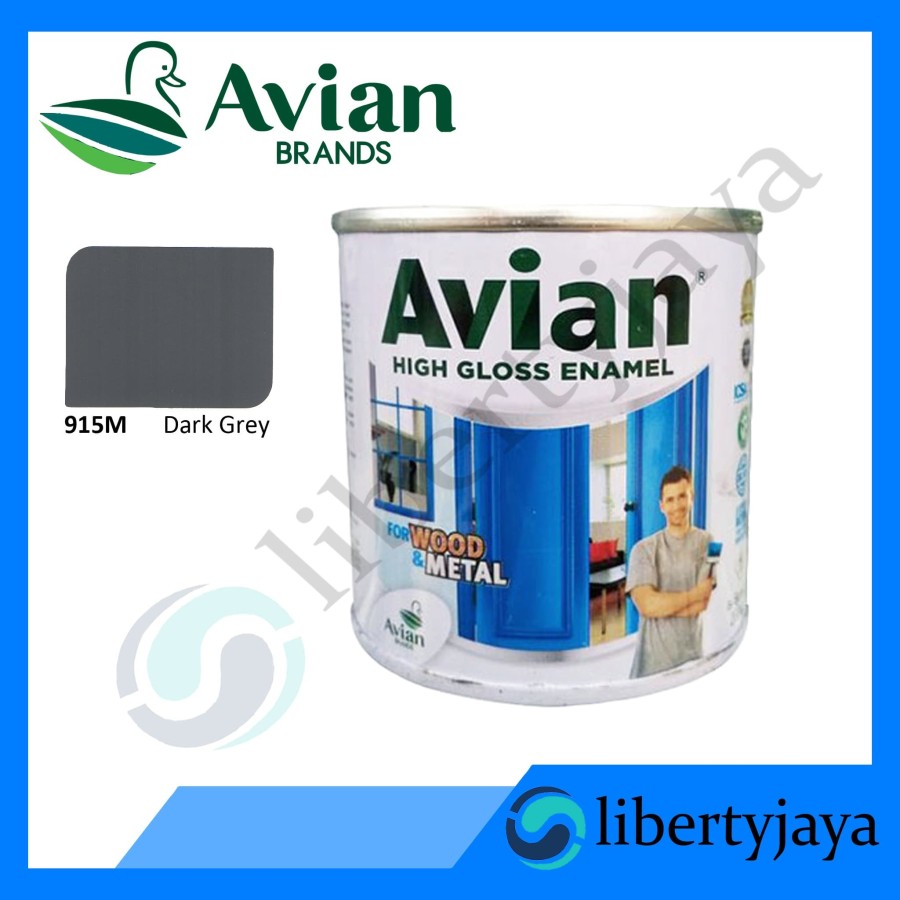 Avian
BRANDS
915M Dark Grey
Avian®
HIGH GLOSS ENAMEL
FOR WOOD
& METAL
Avian
BRANDS
libertyjaya
libertyjaya